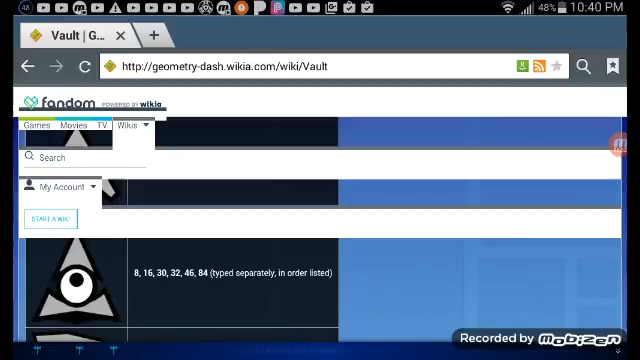 48% 10:40 PM
Vault | G...
http://geometry-dash.wikia.com/wiki/Vault
fandom POWERED BY wikia
Games Movies TV Wikis
Search
My Account
START A WIKI
8, 16, 30, 32, 46, 84 (typed separately, in order listed)
Recorded by
mobizen